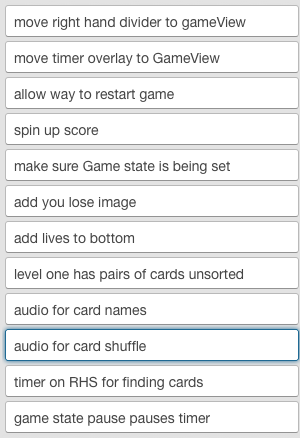 move right hand divider to gameView
move timer overlay to GameView
allow way to restart game
spin up score
make sure Game state is being set
add you lose image
add lives to bottom
level one has pairs of cards unsorted
audio for card names
audio for card shuffle
timer on RHS for finding cards
game state pause pauses timer